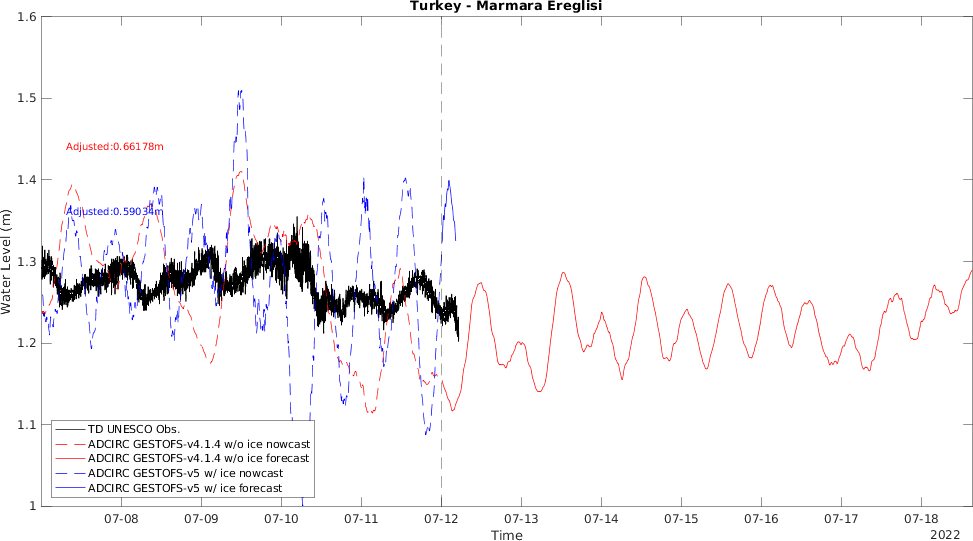 Turkey - Marmara Ereglisi
1.6
1.5
1.4
1.3
1.2
1.1
1
Water Level (m)
Adjusted:0.66178m
Adjusted:0.59034m
TD UNESCO Obs.
ADCIRC GESTOFS-v4.1.4 w/o ice nowcast
ADCIRC GESTOFS-v4.1.4 w/o ice forecast
ADCIRC GESTOFS-v5 w/ ice nowcast
ADCIRC GESTOFS-v5 w/ ice forecast
07-08 07-09 07-10 07-11 07-12 07-13 07-14 07-15 07-16 07-17 07-18
Time
2022